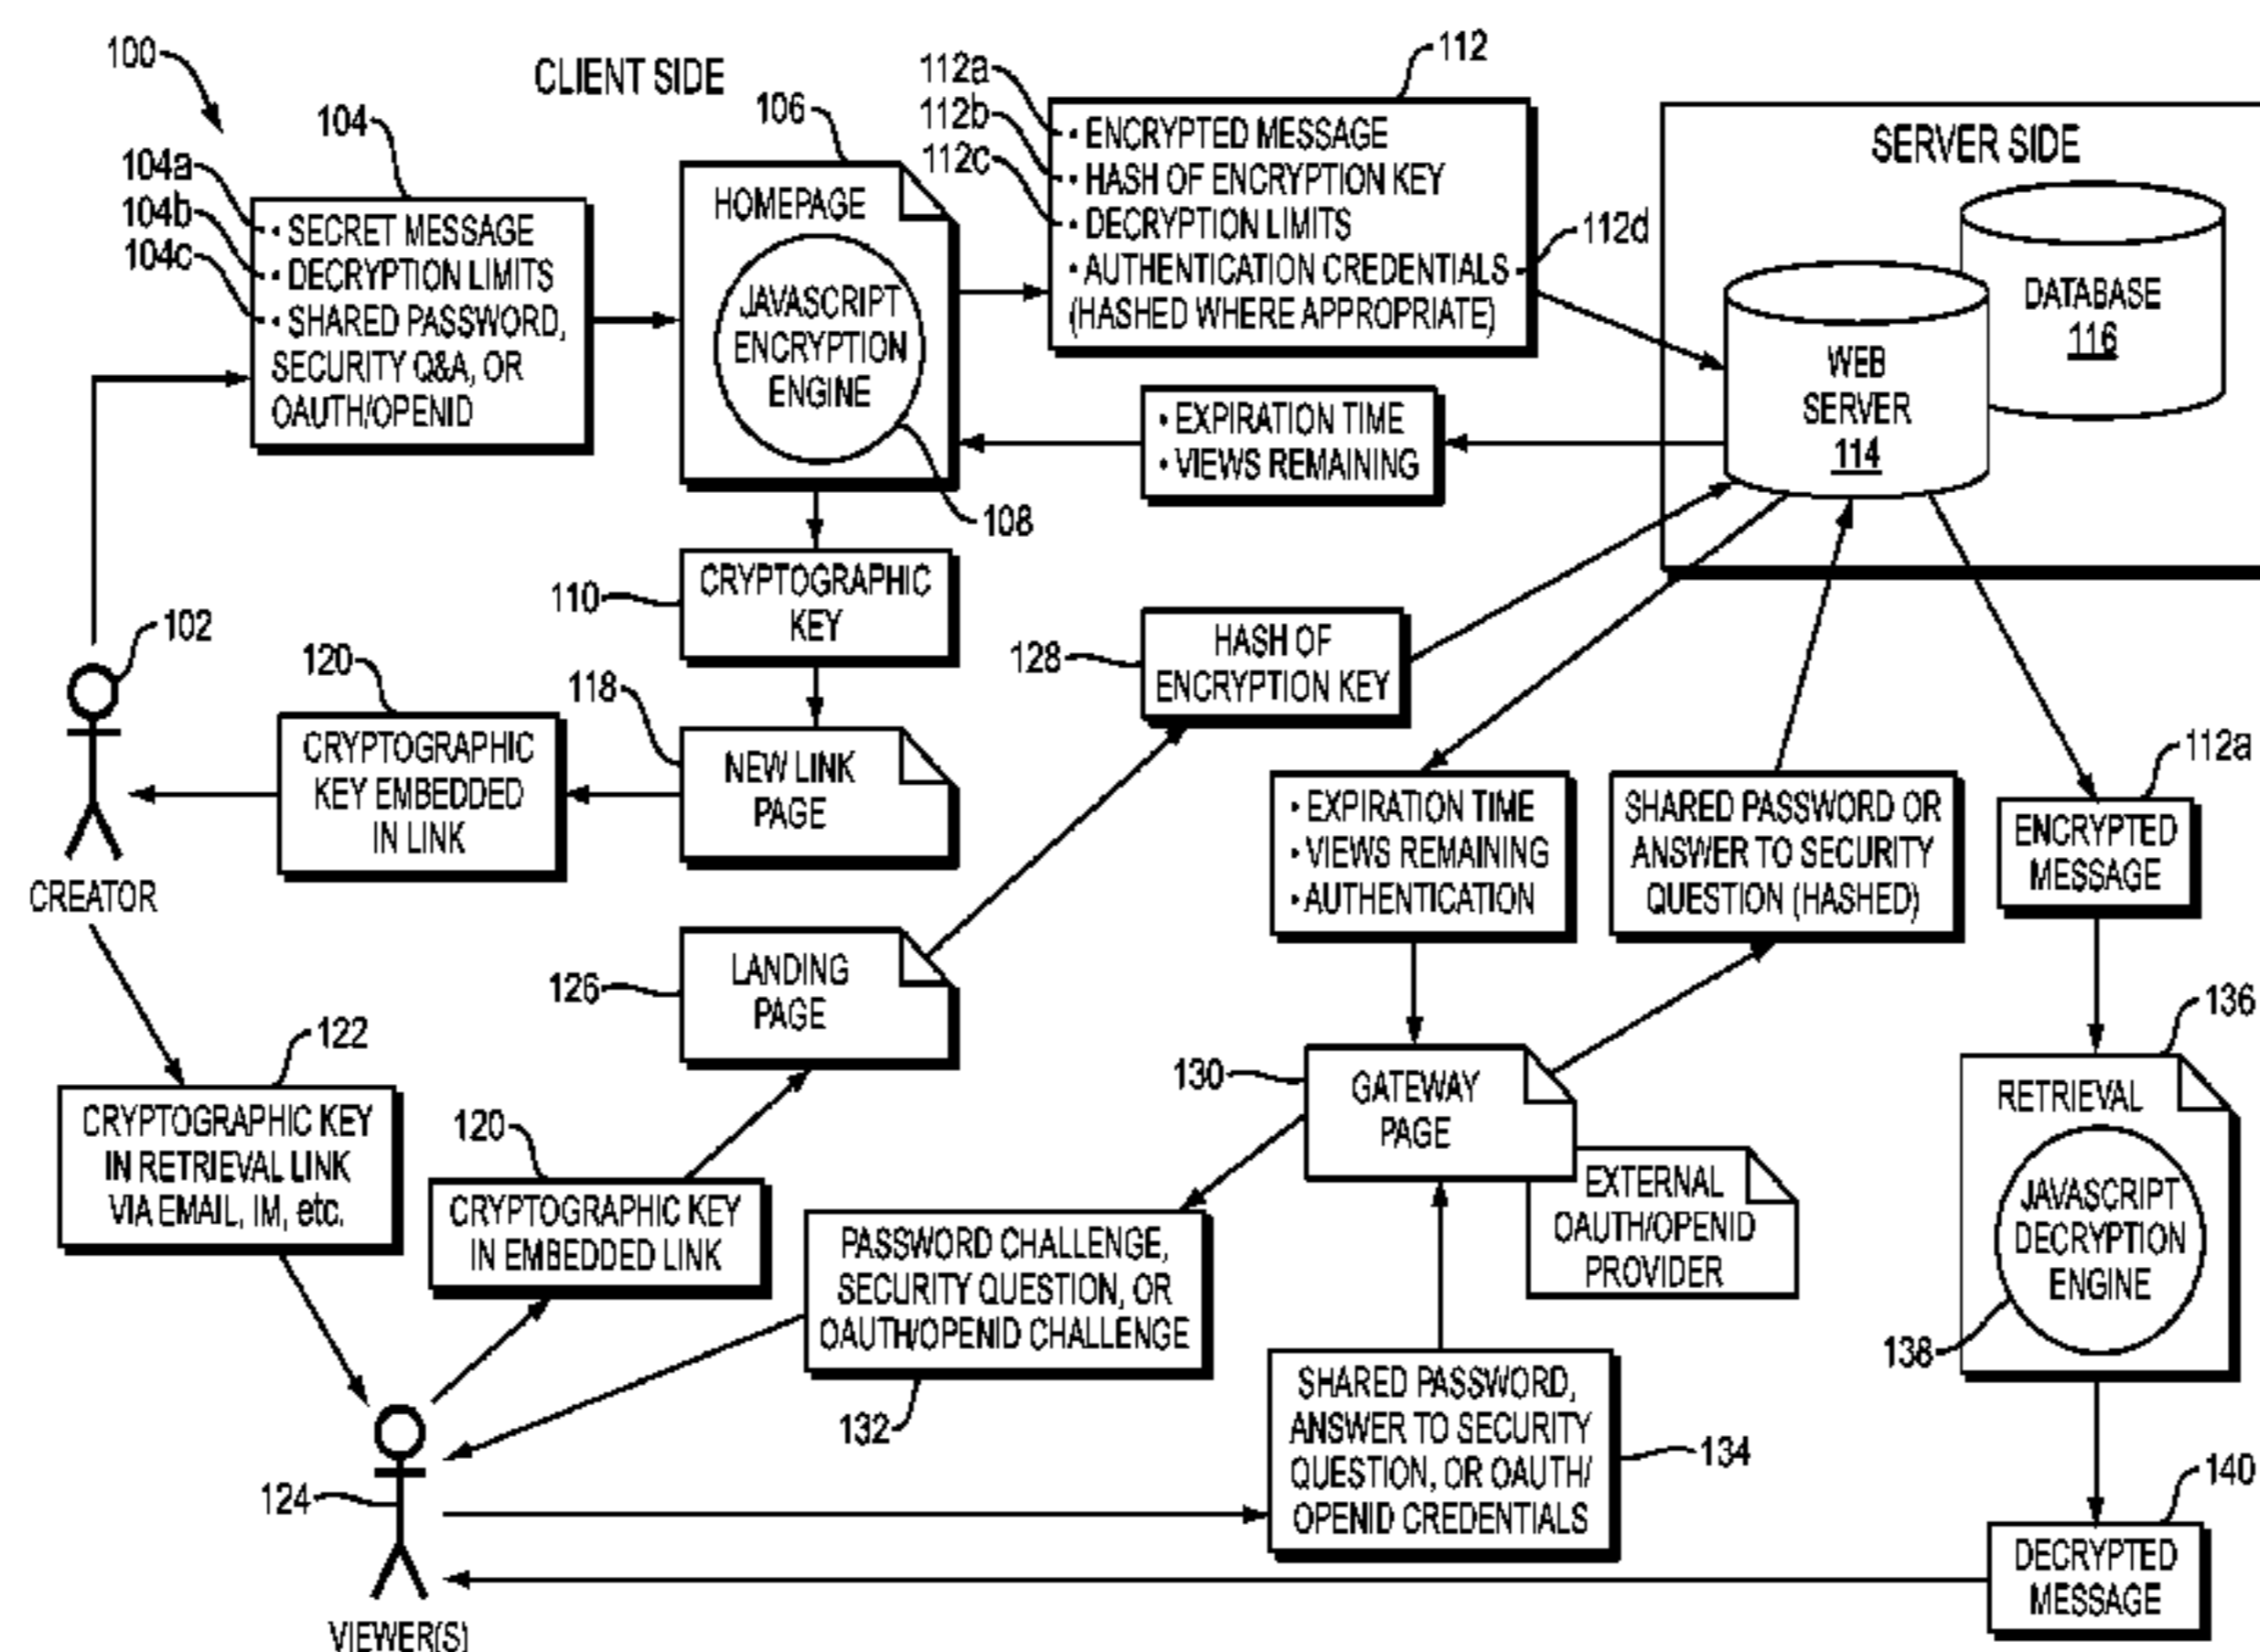 100
CLIENT SIDE
104
104a
104b
104c
• SECRET MESSAGE
• DECRYPTION LIMITS
• SHARED PASSWORD,
SECURITY Q&A, OR
OAUTH/OPENID
106
HOMEPAGE
JAVASCRIPT
ENCRYPTION
ENGINE
108
112
112a
112b
112c
• ENCRYPTED MESSAGE
• HASH OF ENCRYPTION KEY
• DECRYPTION LIMITS
• AUTHENTICATION CREDENTIALS
(HASHED WHERE APPROPRIATE)
112d
SERVER SIDE
DATABASE
116
WEB
SERVER
114
• EXPIRATION TIME
• VIEWS REMAINING
110
CRYPTOGRAPHIC
KEY
102
CREATOR
120
CRYPTOGRAPHIC
KEY EMBEDDED
IN LINK
118
NEW LINK
PAGE
128
HASH OF
ENCRYPTION KEY
• EXPIRATION TIME
• VIEWS REMAINING
• AUTHENTICATION
SHARED PASSWORD OR
ANSWER TO SECURITY
QUESTION (HASHED)
112a
ENCRYPTED
MESSAGE
126
LANDING
PAGE
122
CRYPTOGRAPHIC KEY
IN RETRIEVAL LINK
VIA EMAIL, IM, etc.
120
CRYPTOGRAPHIC KEY
IN EMBEDDED LINK
130
GATEWAY
PAGE
EXTERNAL
OAUTH/OPENID
PROVIDER
136
RETRIEVAL
JAVASCRIPT
DECRYPTION
ENGINE
138
PASSWORD CHALLENGE,
SECURITY QUESTION, OR
OAUTH/OPENID CHALLENGE
132
SHARED PASSWORD,
ANSWER TO SECURITY
QUESTION, OR OAUTH/
OPENID CREDENTIALS
134
124
VIEWER(S)
140
DECRYPTED
MESSAGE